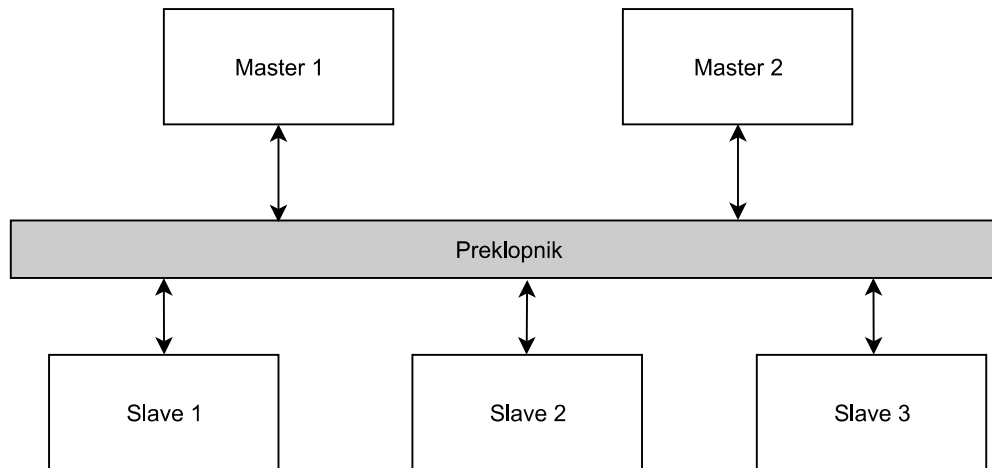 Master 1
Master 2
Preklopnik
Slave 1
Slave 2
Slave 3